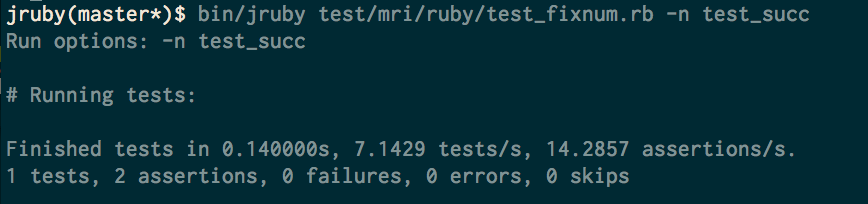 jruby(master*)$ bin/jruby test/mri/ruby/test_fixnum.rb -n test_succ
Run options: -n test_succ
# Running tests:
Finished tests in 0.140000s, 7.1429 tests/s, 14.2857 assertions/s.
1 tests, 2 assertions, 0 failures, 0 errors, 0 skips